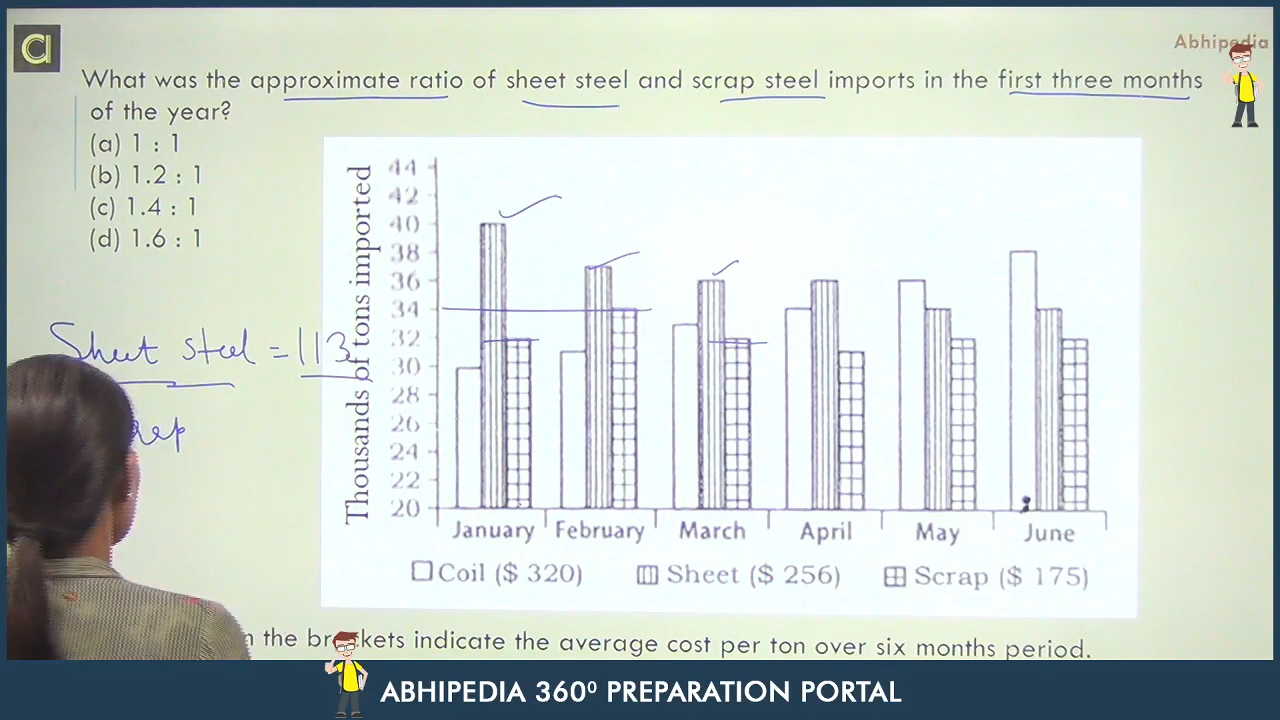 Abhipedia
What was the approximate ratio of sheet steel and scrap steel imports in the first three months
of the year?
(a) 1 : 1
(b) 1.2 : 1
(c) 1.4 : 1
(d) 1.6 : 1
Thousands of tons imported
44
42
40
38
36
34
32
30
28
26
24
22
20
January February March April May June
Coil ($ 320) Sheet ($ 256) Scrap ($ 175)
Sheet steel = 113
the brackets indicate the average cost per ton over six months period.
ABHIPEDIA 360⁰ PREPARATION PORTAL